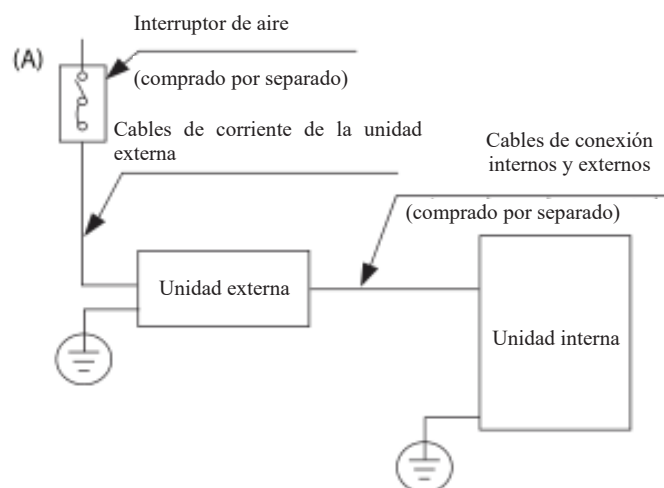 Interruptor de aire
(A)
(comprado por separado)
Cables de corriente de la unidad
externa
Cables de conexión
internos y externos
(comprado por separado)
Unidad externa
Unidad interna